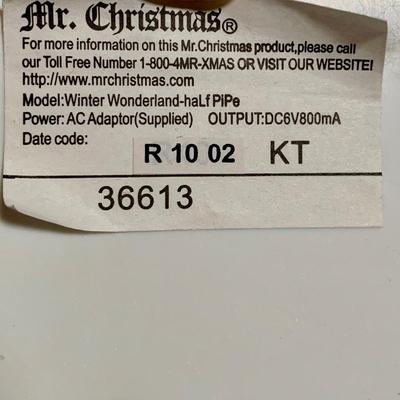 Mr. Christmas®
For more information on this Mr.Christmas product,please call
our Toll Free Number 1-800-4MR-XMAS OR VISIT OUR WEBSITE!
http://www.mrchristmas.com
Model:Winter Wonderland-haLf PiPe
Power: AC Adaptor(Supplied) OUTPUT:DC6V800mA
Date code:
R 10 02 KT
36613